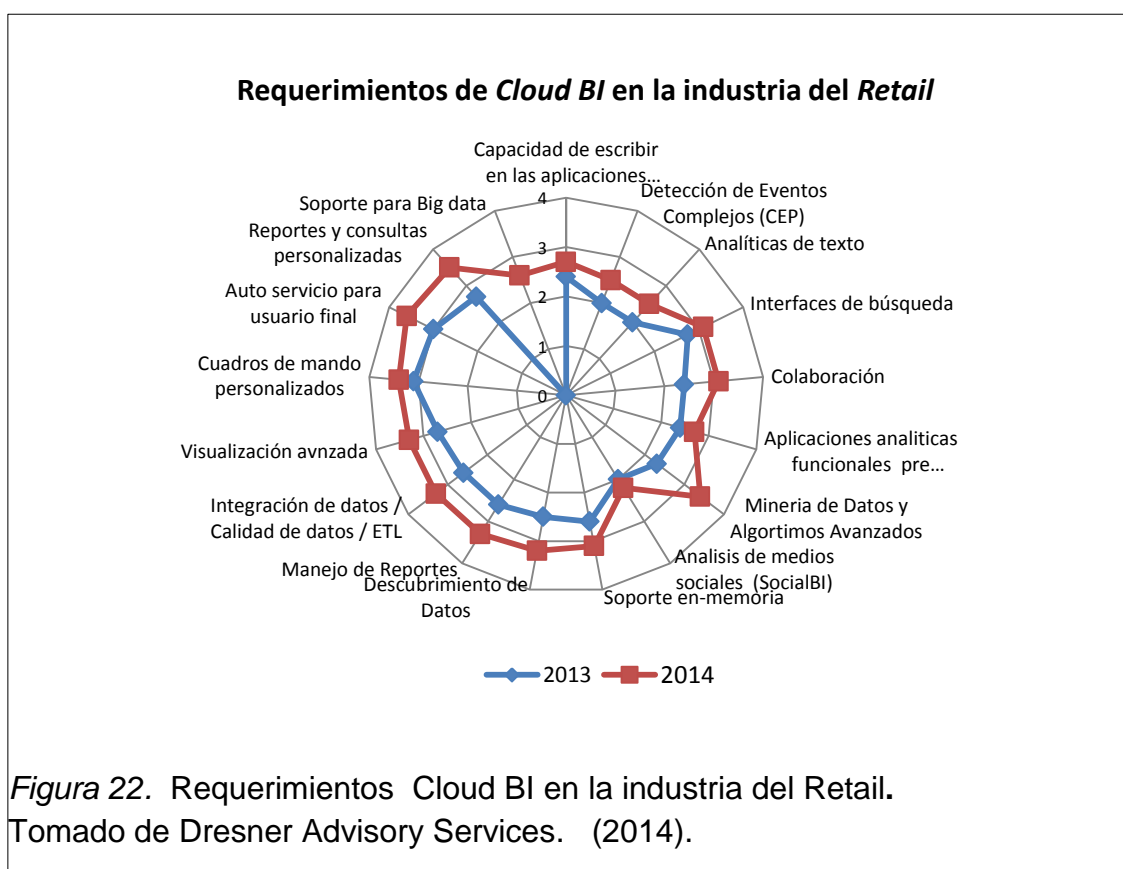 Requerimientos de Cloud BI en la industria del Retail
Capacidad de escribir
en las aplicaciones...
Detección de Eventos
Complejos (CEP)
Analíticas de texto
Interfaces de búsqueda
Colaboración
Aplicaciones analiticas
funcionales pre...
Mineria de Datos y
Algortimos Avanzados
Analisis de medios
sociales (SocialBI)
Soporte en-memoria
Descubrimiento de
Datos
Manejo de Reportes
Integración de datos /
Calidad de datos / ETL
Visualización avnzada
Cuadros de mando
personalizados
Auto servicio para
usuario final
Reportes y consultas
personalizadas
Soporte para Big data
4
3
2
1
0
2013 2014
Figura 22. Requerimientos Cloud BI en la industria del Retail.
Tomado de Dresner Advisory Services. (2014).